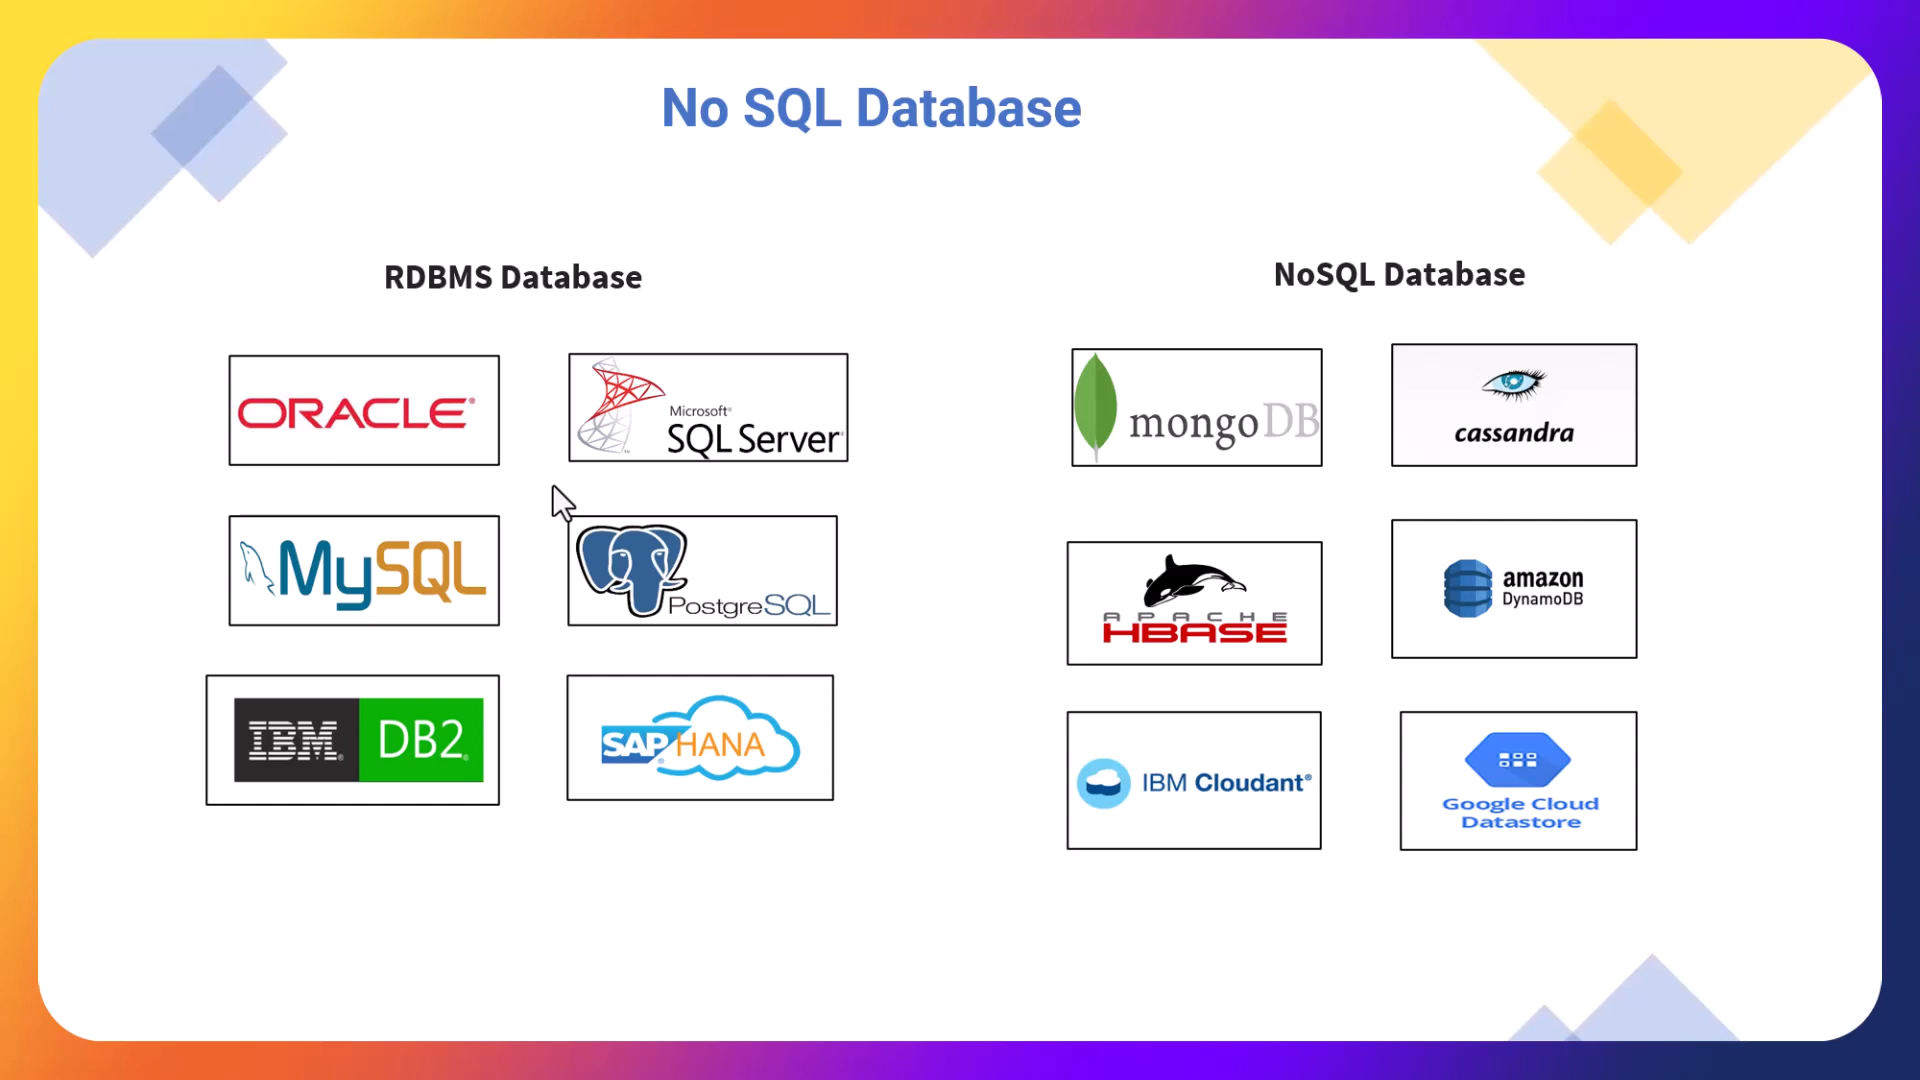 No SQL Database
RDBMS Database
ORACLE®
Microsoft®
SQL Server®
MySQL
PostgreSQL
IBM® DB2®
SAP® HANA
NoSQL Database
mongoDB
cassandra
APACHE
HBASE
amazon
DynamoDB
IBM Cloudant®
Google Cloud
Datastore